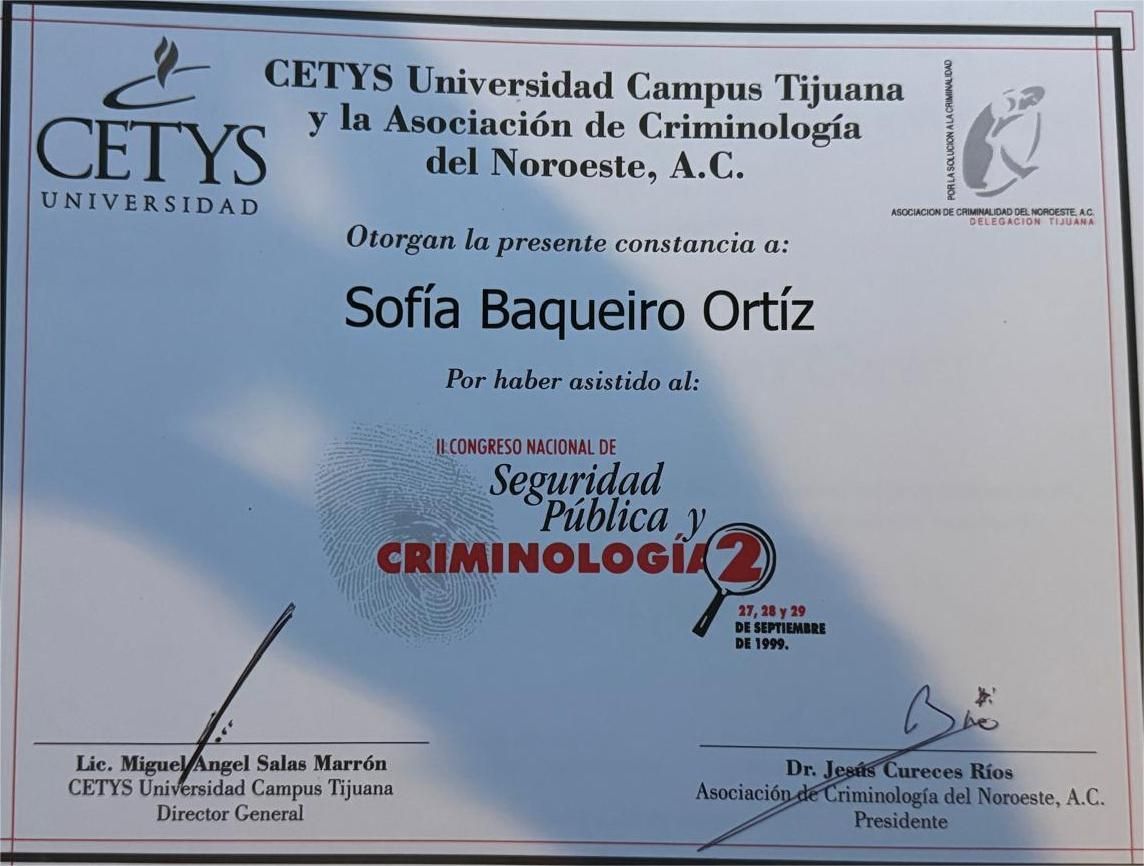 CETYS
UNIVERSIDAD
CETYS Universidad Campus Tijuana
y la Asociación de Criminología
del Noroeste, A.C.
POR LA SOLUCION A LA CRIMINALIDAD
ASOCIACION DE CRIMINALIDAD DEL NOROESTE, A.C.
DELEGACION TIJUANA
Otorgan la presente constancia a:
Sofía Baqueiro Ortíz
Por haber asistido al:
II CONGRESO NACIONAL DE
Seguridad
Pública y
CRIMINOLOGÍA 2
27, 28 y 29
DE SEPTIEMBRE
DE 1999.
Lic. Miguel Angel Salas Marrón
CETYS Universidad Campus Tijuana
Director General
Dr. Jesús Cureces Ríos
Asociación de Criminología del Noroeste, A.C.
Presidente